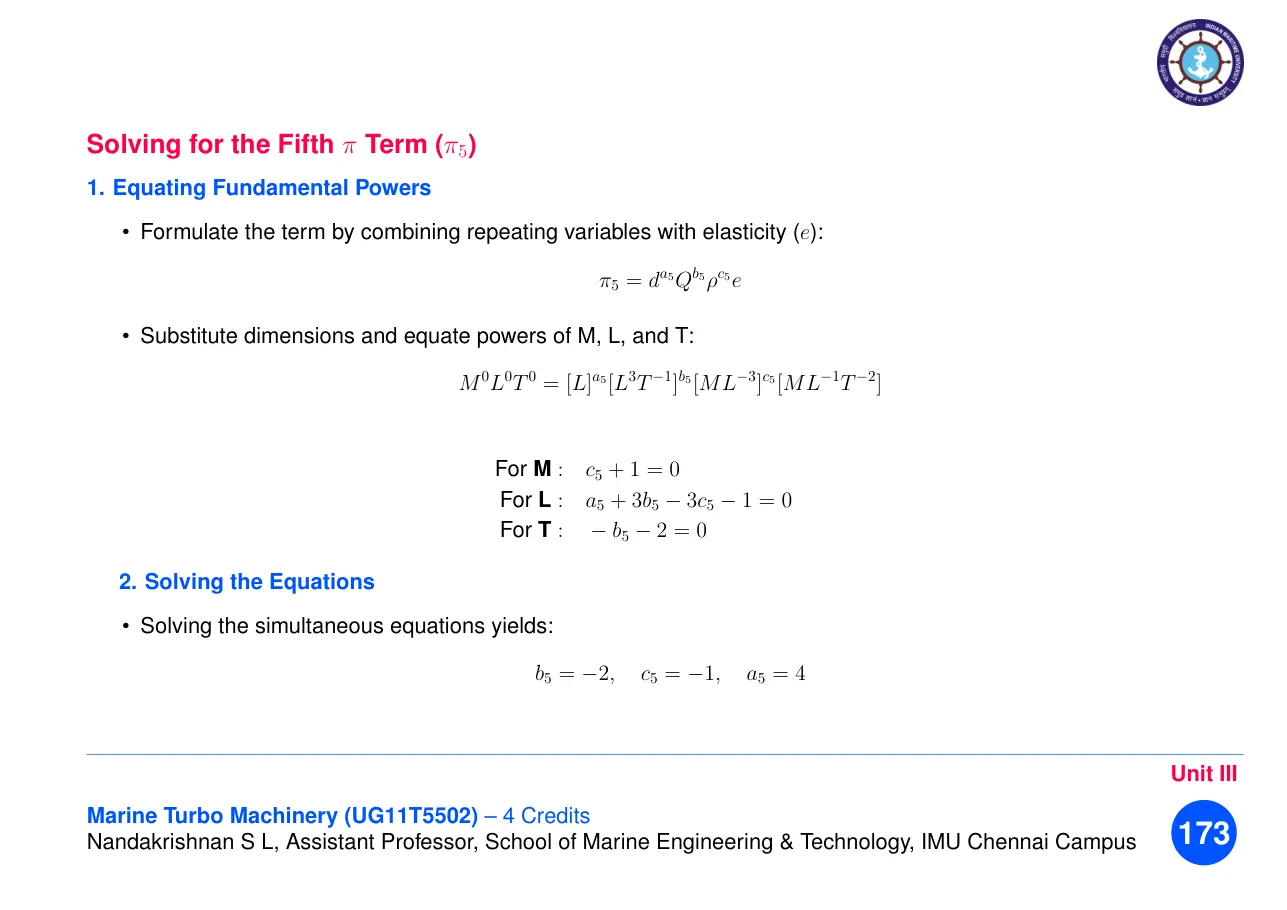 INDIAN MARITIME UNIVERSITY
Solving for the Fifth π Term (π₅)
1. Equating Fundamental Powers
• Formulate the term by combining repeating variables with elasticity (e):
π₅ = d^{a₅}Q^{b₅}ρ^{c₅}e
• Substitute dimensions and equate powers of M, L, and T:
M⁰L⁰T⁰ = [L]^{a₅}[L³T⁻¹]^{b₅}[ML⁻³]^{c₅}[ML⁻¹T⁻²]
For M : c₅ + 1 = 0
For L : a₅ + 3b₅ − 3c₅ − 1 = 0
For T : − b₅ − 2 = 0
2. Solving the Equations
• Solving the simultaneous equations yields:
b₅ = −2, c₅ = −1, a₅ = 4
Unit III
Marine Turbo Machinery (UG11T5502) – 4 Credits
Nandakrishnan S L, Assistant Professor, School of Marine Engineering & Technology, IMU Chennai Campus
173